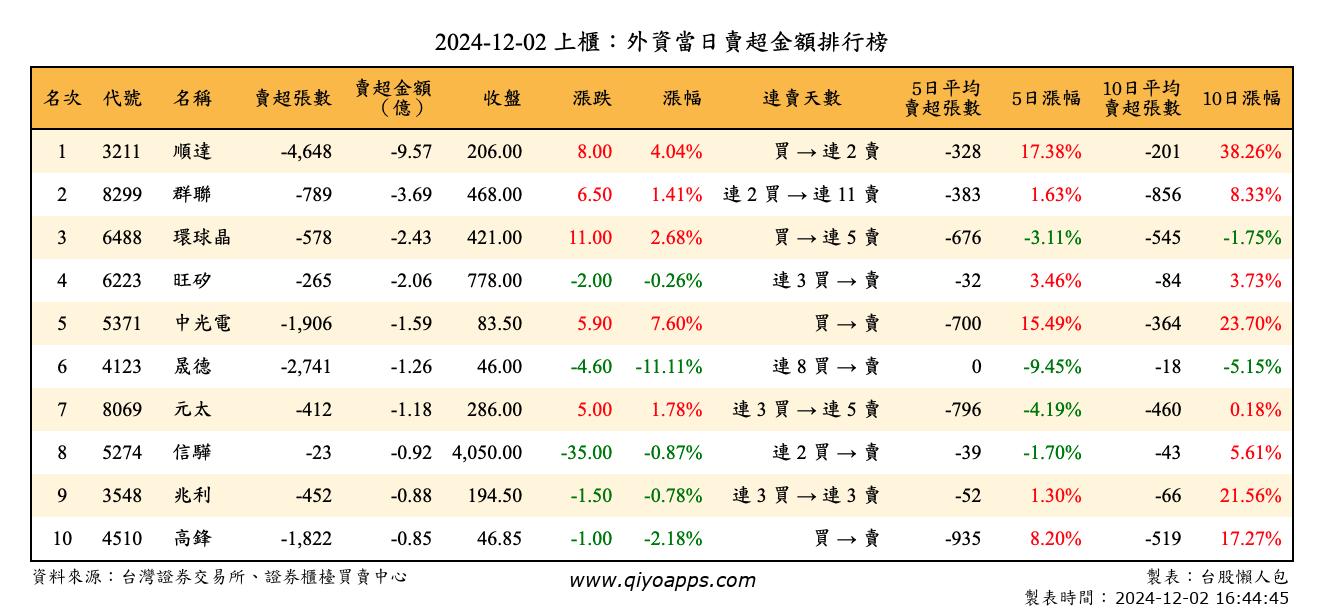 2024-12-02 上櫃：外資當日賣超金額排行榜
名次 代號 名稱 賣超張數 賣超金額（億） 收盤 漲跌 漲幅 連賣天數 5日平均賣超張數 5日漲幅 10日平均賣超張數 10日漲幅
1 3211 順達 -4,648 -9.57 206.00 8.00 4.04% 買 → 連 2 賣 -328 17.38% -201 38.26%
2 8299 群聯 -789 -3.69 468.00 6.50 1.41% 連 2 買 → 連 11 賣 -383 1.63% -856 8.33%
3 6488 環球晶 -578 -2.43 421.00 11.00 2.68% 買 → 連 5 賣 -676 -3.11% -545 -1.75%
4 6223 旺矽 -265 -2.06 778.00 -2.00 -0.26% 連 3 買 → 賣 -32 3.46% -84 3.73%
5 5371 中光電 -1,906 -1.59 83.50 5.90 7.60% 買 → 賣 -700 15.49% -364 23.70%
6 4123 晟德 -2,741 -1.26 46.00 -4.60 -11.11% 連 8 買 → 賣 0 -9.45% -18 -5.15%
7 8069 元太 -412 -1.18 286.00 5.00 1.78% 連 3 買 → 連 5 賣 -796 -4.19% -460 0.18%
8 5274 信驊 -23 -0.92 4,050.00 -35.00 -0.87% 連 2 買 → 賣 -39 -1.70% -43 5.61%
9 3548 兆利 -452 -0.88 194.50 -1.50 -0.78% 連 3 買 → 連 3 賣 -52 1.30% -66 21.56%
10 4510 高鋒 -1,822 -0.85 46.85 -1.00 -2.18% 買 → 賣 -935 8.20% -519 17.27%
資料來源：台灣證券交易所、證券櫃檯買賣中心
www.qiyoapps.com
製表：台股懶人包
製表時間：2024-12-02 16:44:45